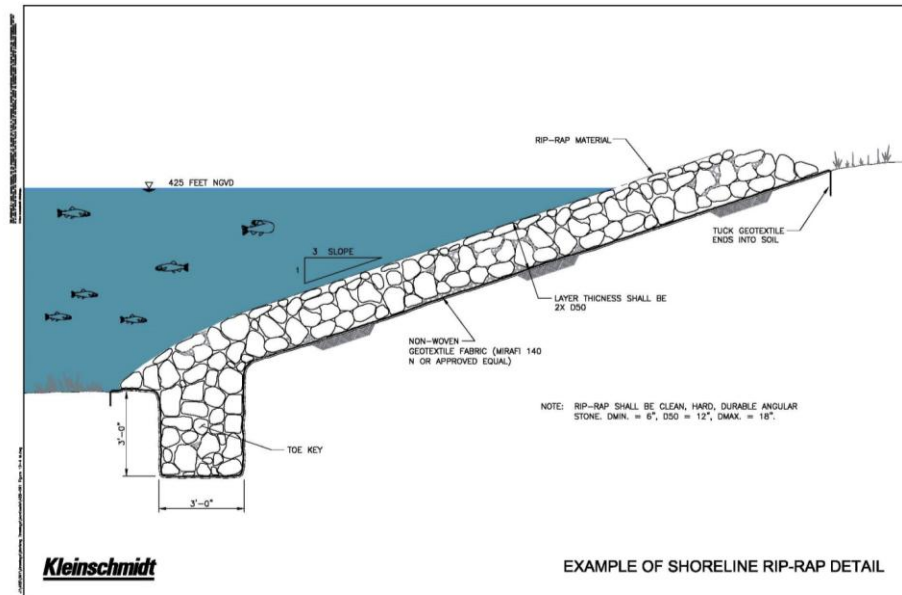 425 FEET NGVD
RIP-RAP MATERIAL
3 SLOPE
1
TUCK GEOTEXTILE
ENDS INTO SOIL
LAYER THICNESS SHALL BE
2X D50
NON-WOVEN
GEOTEXTILE FABRIC (MIRAFI 140
N OR APPROVED EQUAL)
NOTE: RIP-RAP SHALL BE CLEAN, HARD, DURABLE ANGULAR
STONE. DMIN. = 6", D50 = 12", DMAX. = 18".
3'-0"
TOE KEY
3'-0"
Kleinschmidt
EXAMPLE OF SHORELINE RIP-RAP DETAIL